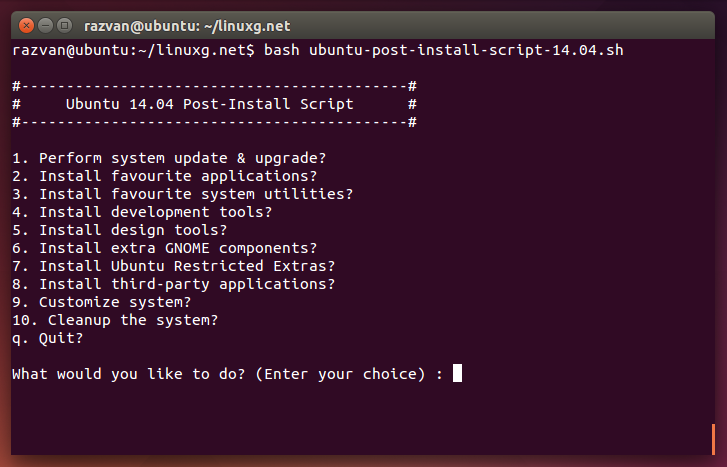 razvan@ubuntu: ~/linuxg.net
razvan@ubuntu:~/linuxg.net$ bash ubuntu-post-install-script-14.04.sh
#-------------------------------------------#
#     Ubuntu 14.04 Post-Install Script      #
#-------------------------------------------#
1. Perform system update & upgrade?
2. Install favourite applications?
3. Install favourite system utilities?
4. Install development tools?
5. Install design tools?
6. Install extra GNOME components?
7. Install Ubuntu Restricted Extras?
8. Install third-party applications?
9. Customize system?
10. Cleanup the system?
q. Quit?
What would you like to do? (Enter your choice) :